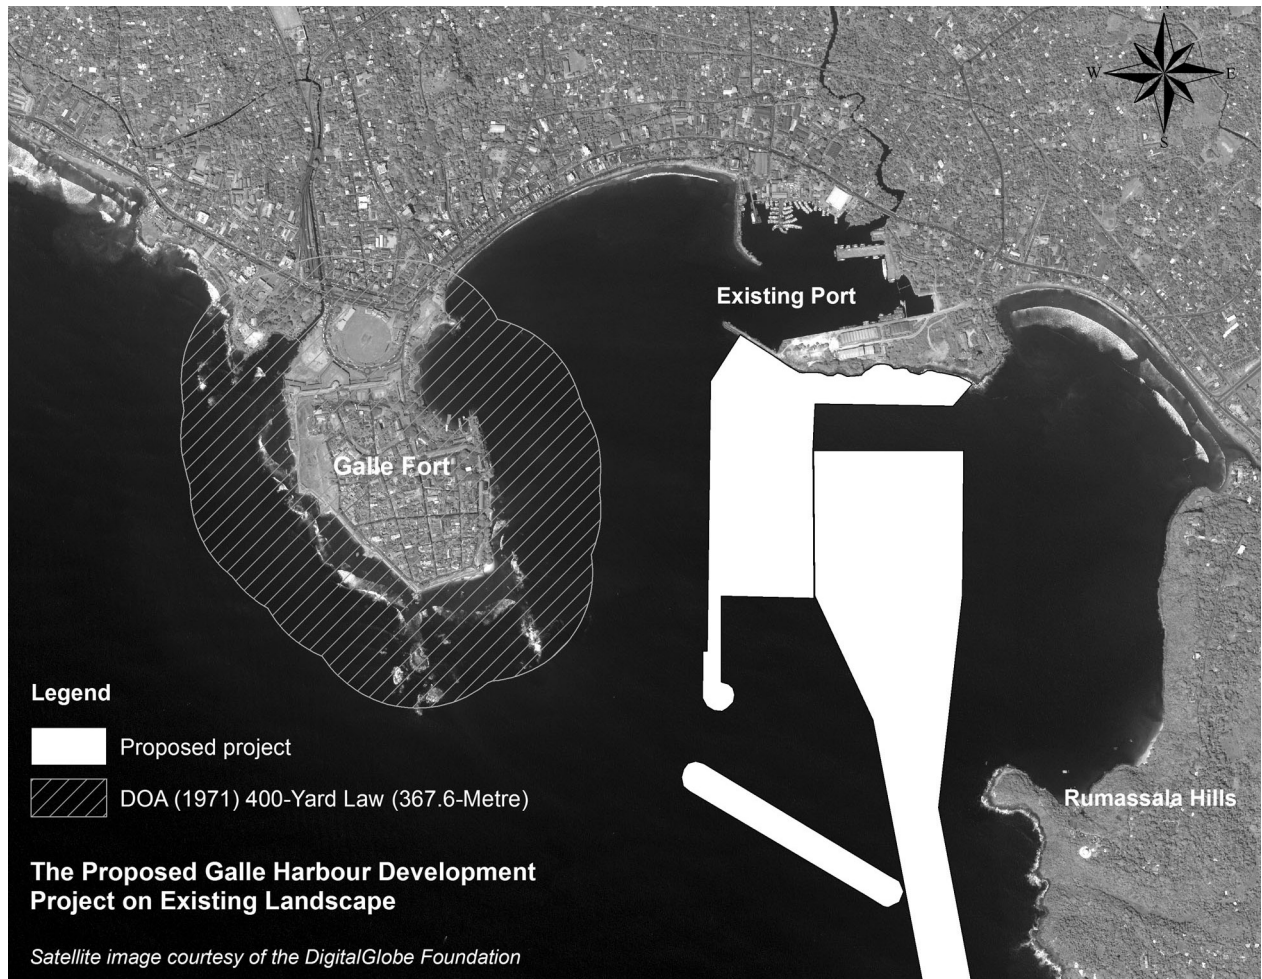 W
E
S
Existing Port
Galle Fort
Rumassala Hills
Legend
Proposed project
DOA (1971) 400-Yard Law (367.6-Metre)
The Proposed Galle Harbour Development
Project on Existing Landscape
Satellite image courtesy of the DigitalGlobe Foundation